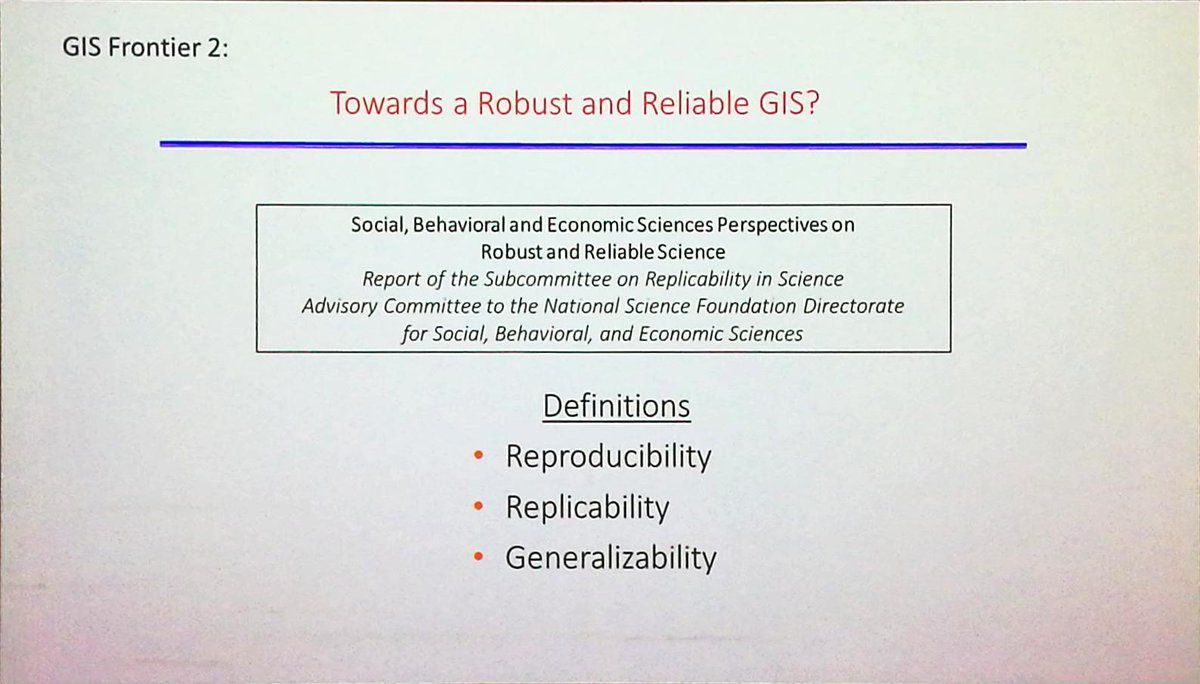 GIS Frontier 2:
Towards a Robust and Reliable GIS?
Social, Behavioral and Economic Sciences Perspectives on
Robust and Reliable Science
Report of the Subcommittee on Replicability in Science
Advisory Committee to the National Science Foundation Directorate
for Social, Behavioral, and Economic Sciences
Definitions
• Reproducibility
• Replicability
• Generalizability